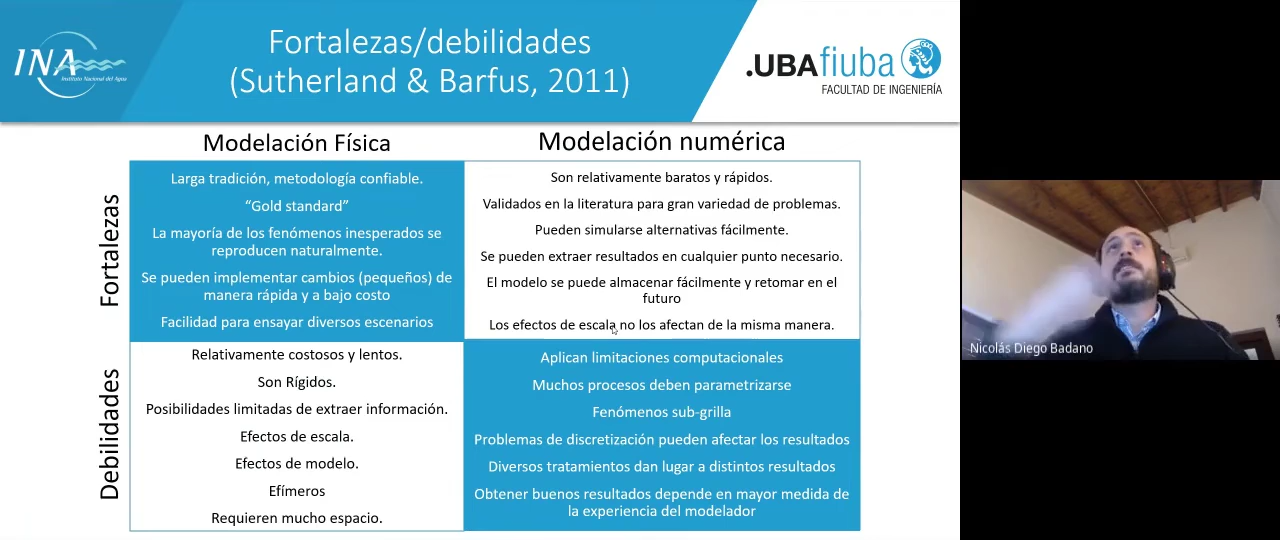 INA
Instituto Nacional del Agua
Fortalezas/debilidades
(Sutherland & Barfus, 2011)
.UBAfiuba
FACULTAD DE INGENIERÍA
Modelación Física
Modelación numérica
Fortalezas
Larga tradición, metodología confiable.
“Gold standard”
La mayoría de los fenómenos inesperados se
reproducen naturalmente.
Se pueden implementar cambios (pequeños) de
manera rápida y a bajo costo
Facilidad para ensayar diversos escenarios
Son relativamente baratos y rápidos.
Validados en la literatura para gran variedad de problemas.
Pueden simularse alternativas fácilmente.
Se pueden extraer resultados en cualquier punto necesario.
El modelo se puede almacenar fácilmente y retomar en el
futuro
Los efectos de escala no los afectan de la misma manera.
Debilidades
Relativamente costosos y lentos.
Son Rígidos.
Posibilidades limitadas de extraer información.
Efectos de escala.
Efectos de modelo.
Efímeros
Requieren mucho espacio.
Aplican limitaciones computacionales
Muchos procesos deben parametrizarse
Fenómenos sub-grilla
Problemas de discretización pueden afectar los resultados
Diversos tratamientos dan lugar a distintos resultados
Obtener buenos resultados depende en mayor medida de
la experiencia del modelador
Nicolás Diego Badano